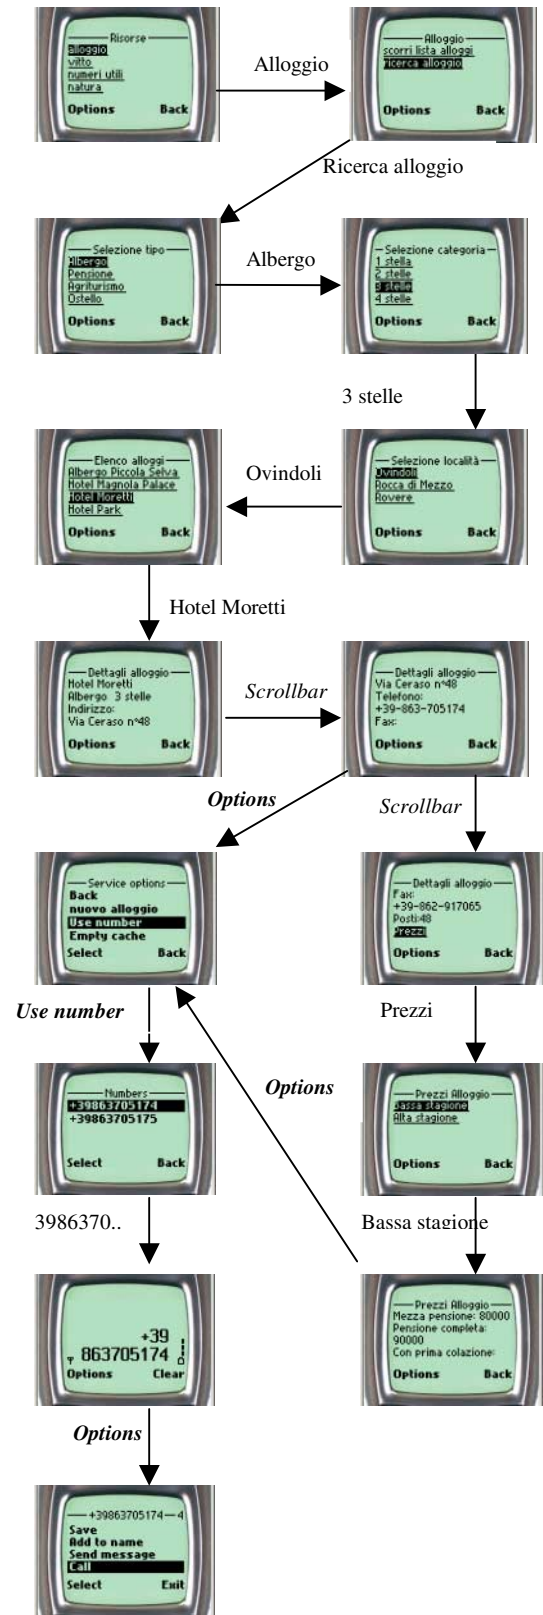 Risorse
alloggio
vitto
numeri utili
natura
Options Back
Alloggio
Alloggio
scorri lista alloggi
ricerca alloggio
Options Back
Ricerca alloggio
Selezione tipo
Albergo
Pensione
Agriturismo
Ostello
Options Back
Albergo
Selezione categoria
1 stella
2 stelle
3 stelle
4 stelle
Options Back
3 stelle
Selezione località
Ovindoli
Rocca di Mezzo
Rovere
Options Back
Ovindoli
Elenco alloggi
Albergo Piccola Selva
Hotel Magnola Palace
Hotel Moretti
Hotel Park
Options Back
Hotel Moretti
Dettagli alloggio
Hotel Moretti
Albergo 3 stelle
Indirizzo:
Via Ceraso n°48
Options Back
Scrollbar
Dettagli alloggio
Via Ceraso n°48
Telefono:
+39-863-705174
Fax:
Options Back
Options
Scrollbar
Service options
Back
nuovo alloggio
Use number
Empty cache
Select Back
Dettagli alloggio
Fax:
+39-862-917065
Posti:48
Prezzi
Options Back
Use number
Prezzi
Numbers
+39863705174
+39863705175
Select Back
Options
Prezzi Alloggio
Bassa stagione
Alta stagione
Options Back
3986370..
Bassa stagione
+39
863705174
Options Clear
Prezzi Alloggio
Mezza pensione: 80000
Pensione completa:
90000
Con prima colazione:
Options Back
Options
+39863705174 4
Save
Add to name
Send message
Call
Select Exit